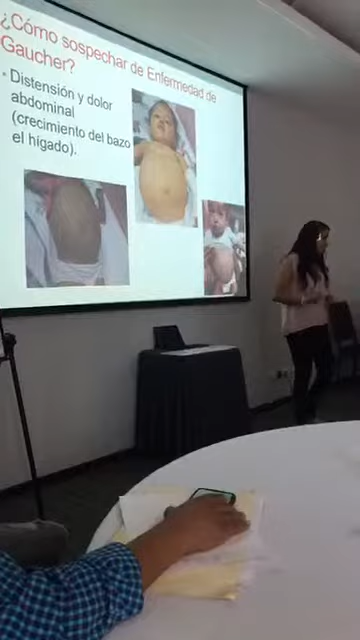 ¿Cómo sospechar de Enfermedad de
Gaucher?
• Distensión y dolor
abdominal
(crecimiento del bazo
el hígado).